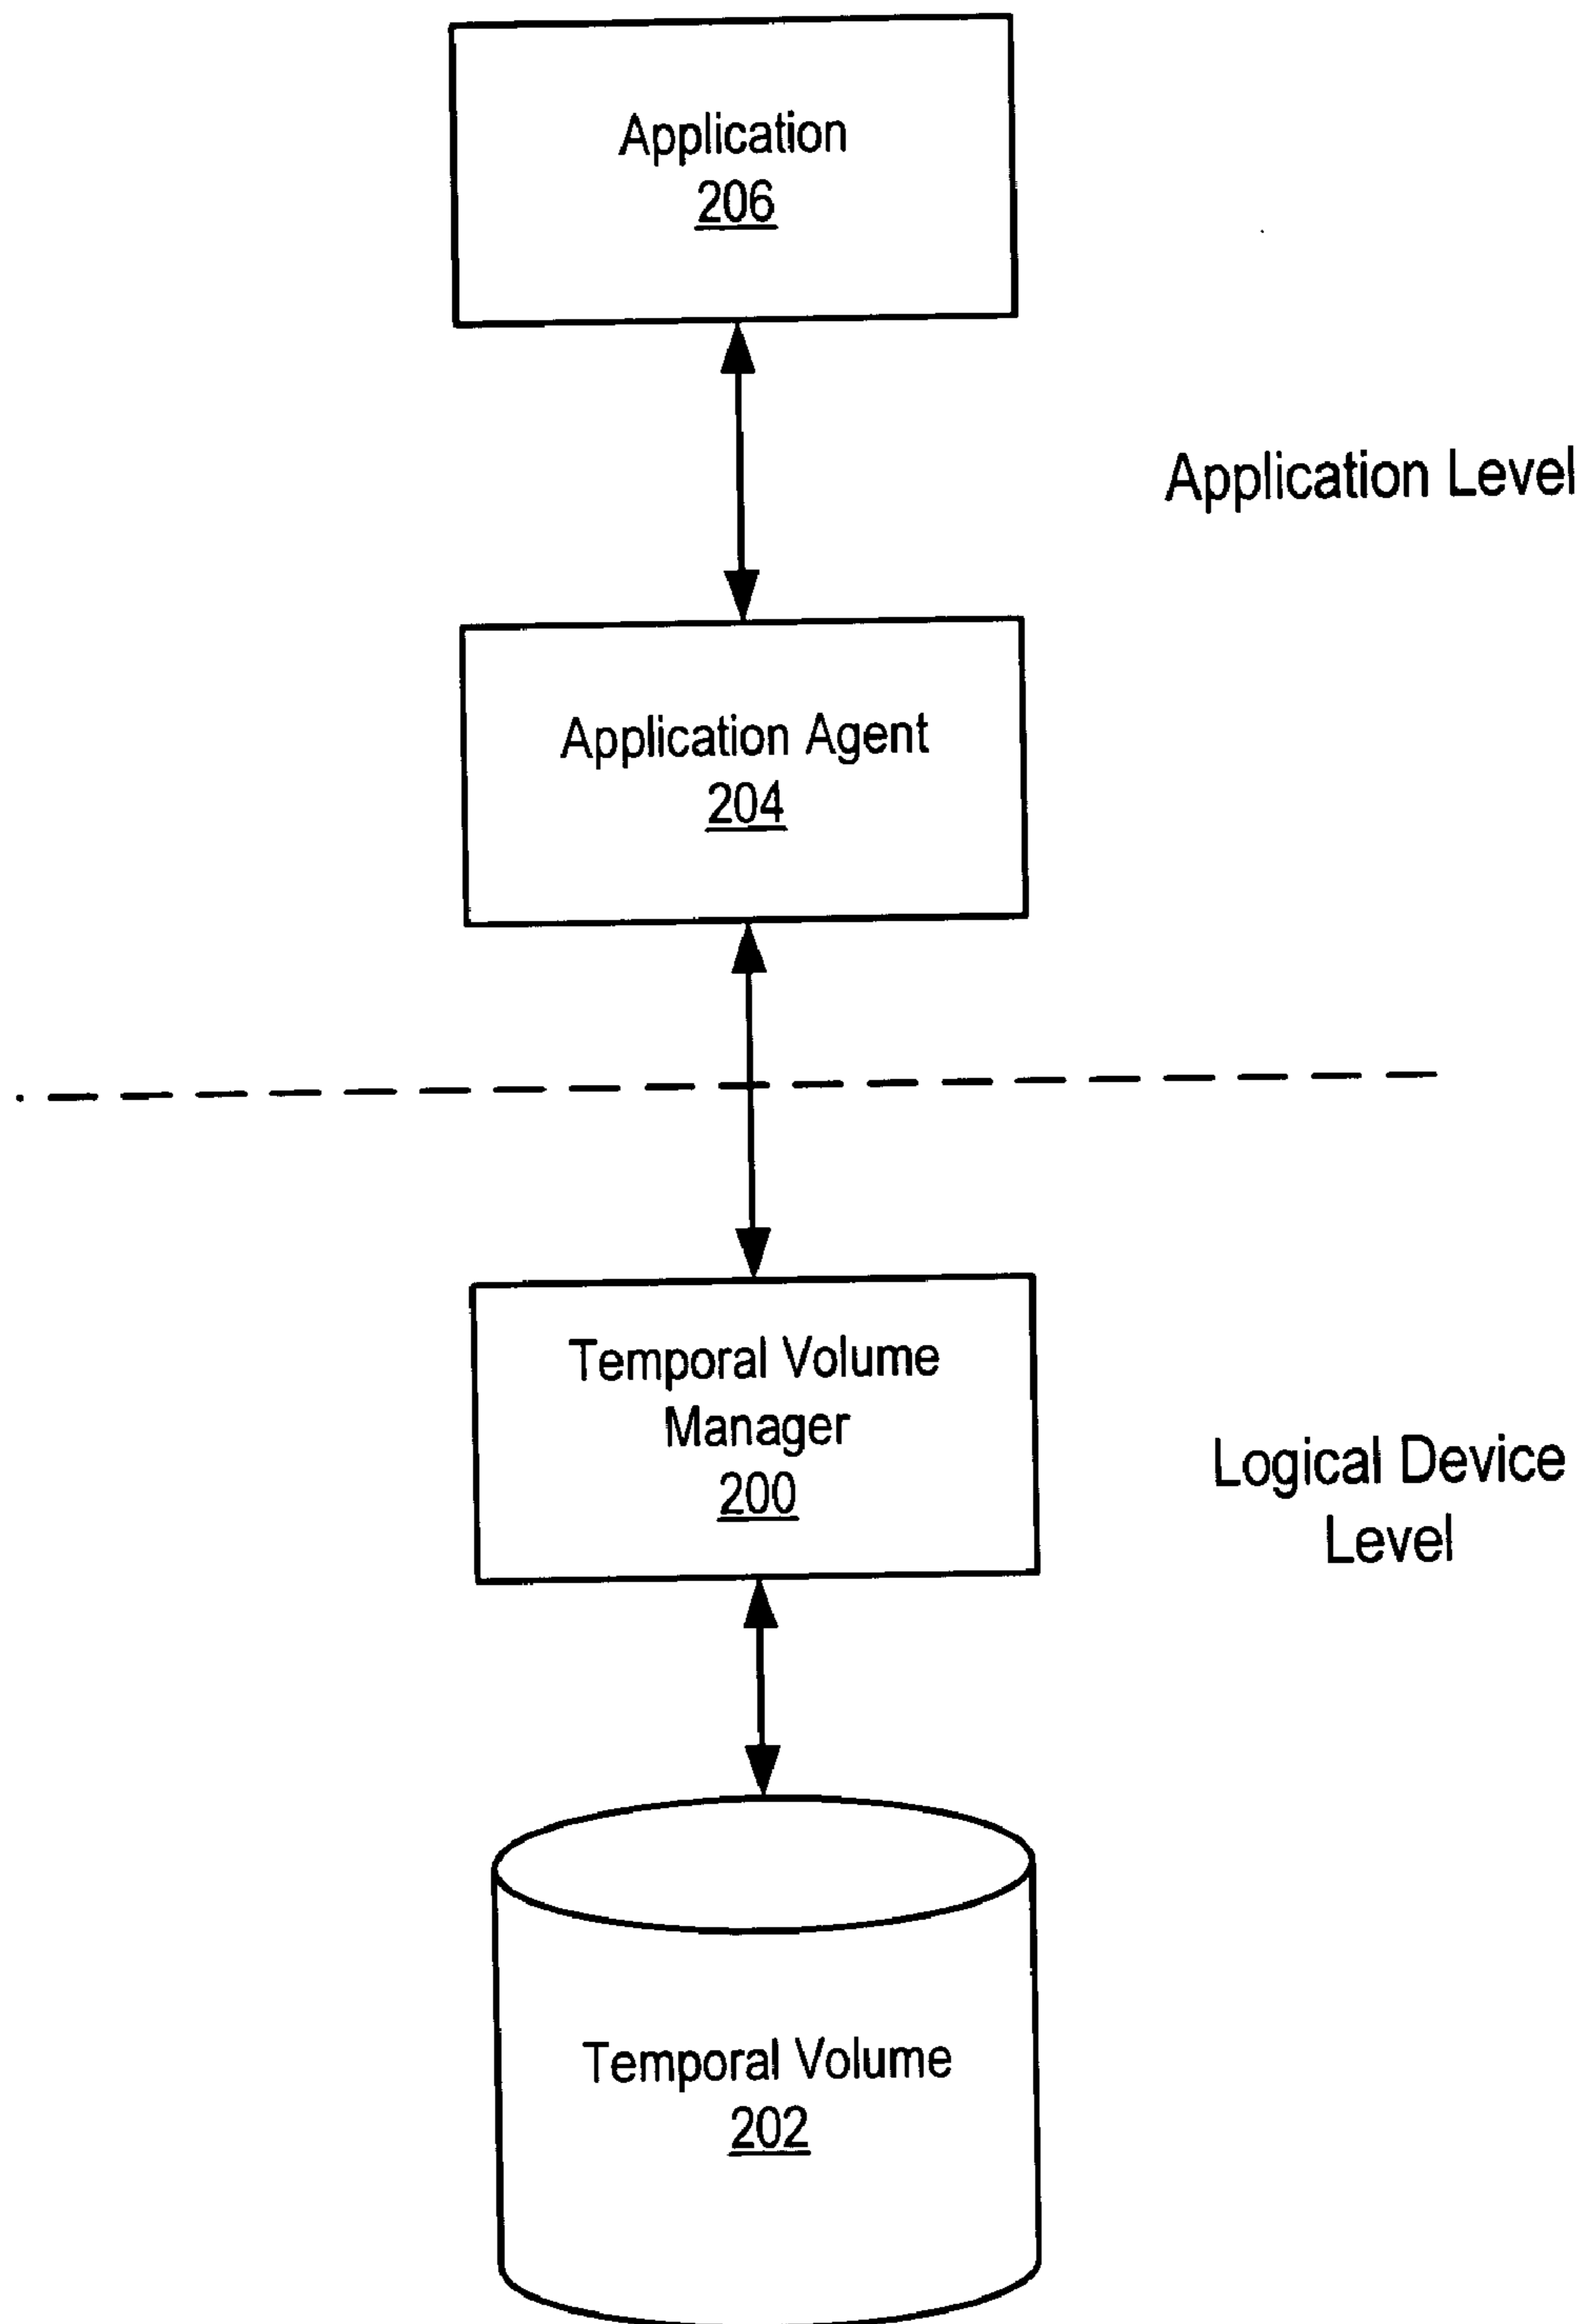 Application
206
Application Level
Application Agent
204
Temporal Volume
Manager
200
Logical Device
Level
Temporal Volume
202